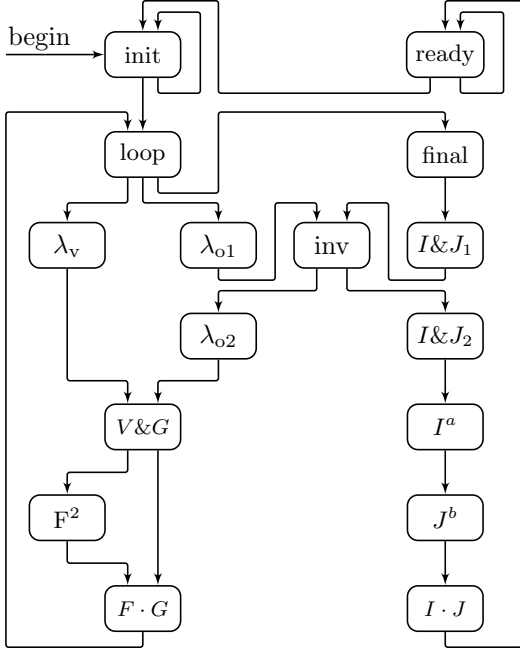 begin
init
ready
loop
final
λv
λo1
inv
I&J1
λo2
I&J2
V&G
I^a
F^2
J^b
F · G
I · J